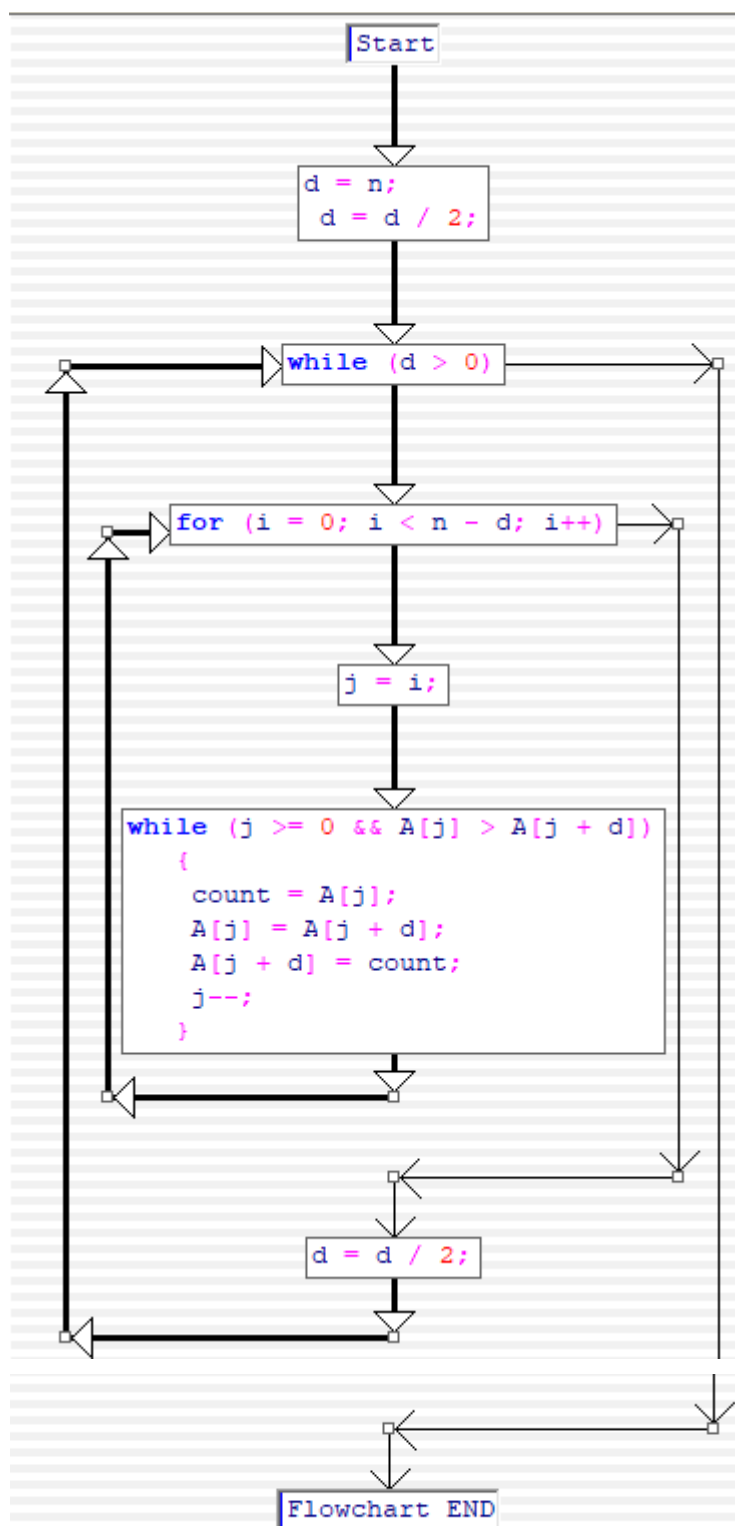 Start
d = n;
d = d / 2;
while (d > 0)
for (i = 0; i < n - d; i++)
j = i;
while (j >= 0 && A[j] > A[j + d])
{
count = A[j];
A[j] = A[j + d];
A[j + d] = count;
j--;
}
d = d / 2;
Flowchart END